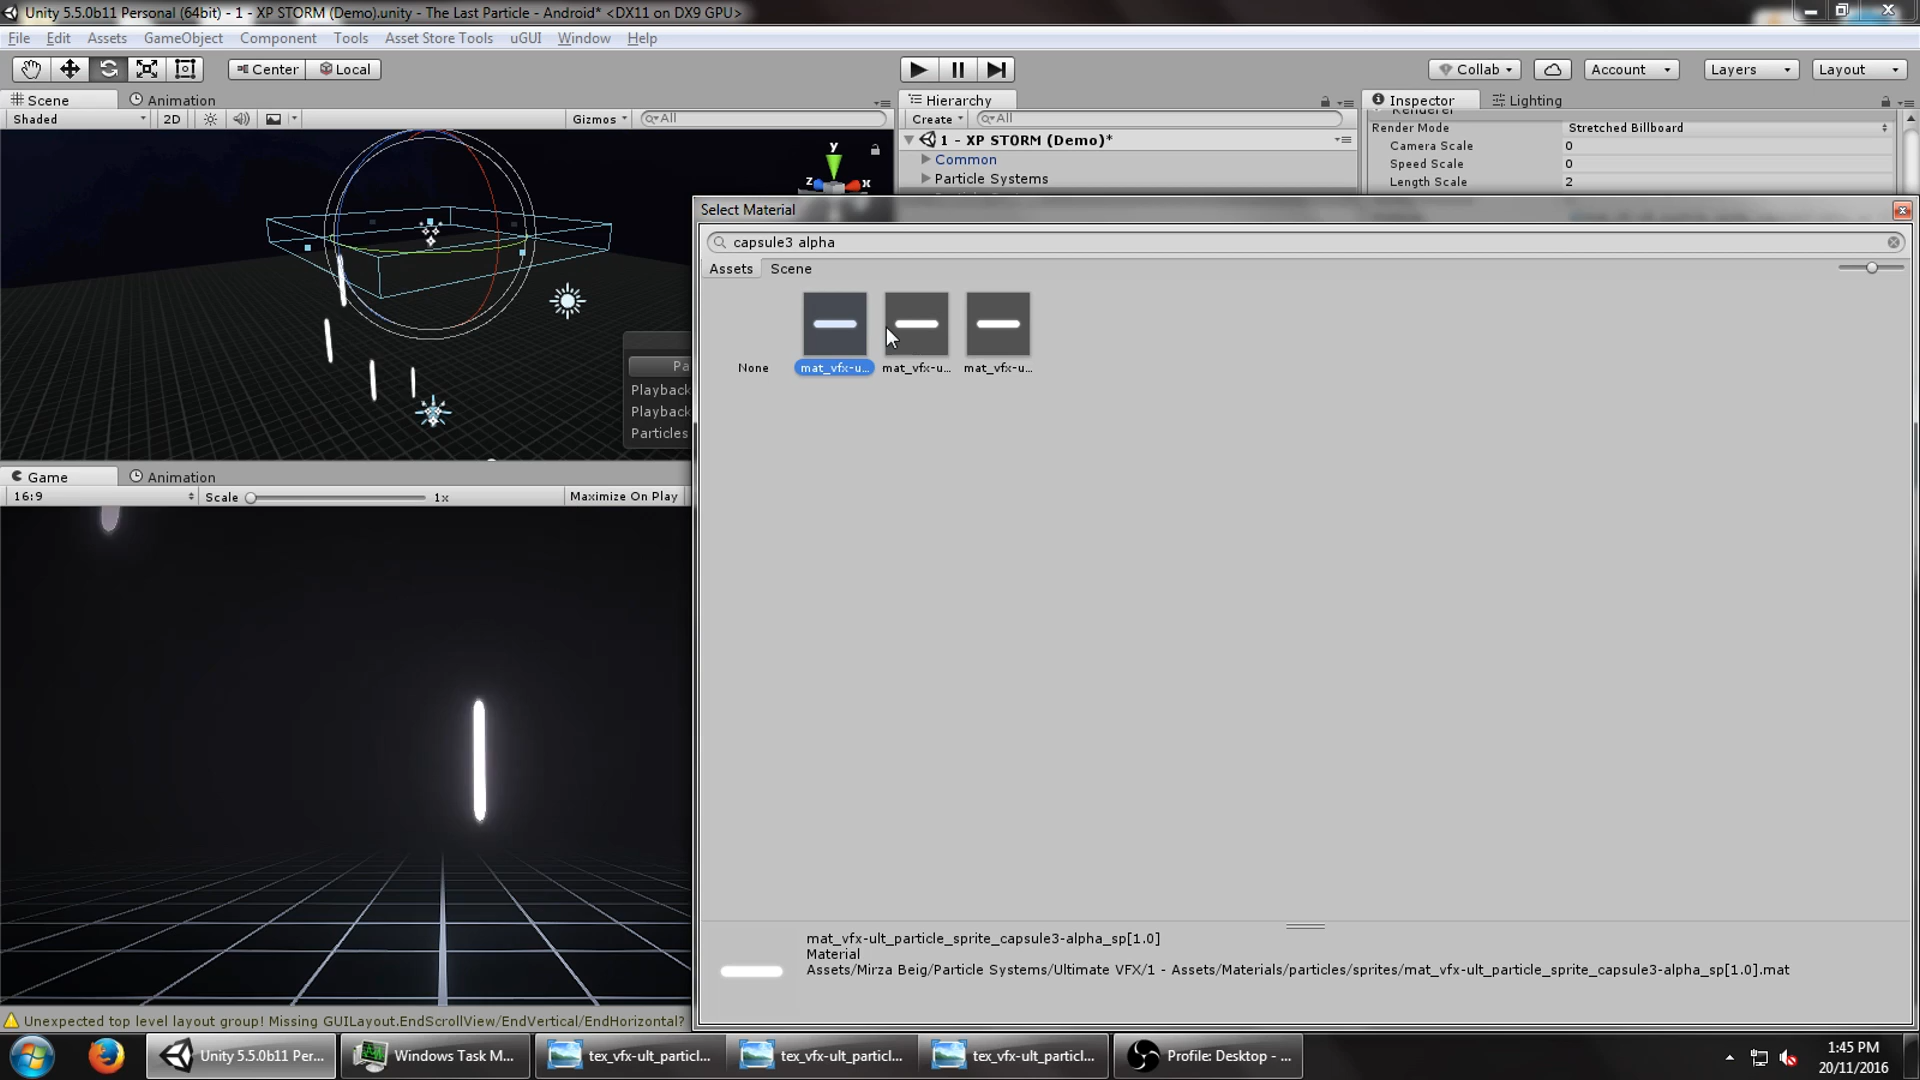 Unity 5.5.0b11 Personal (64bit) - 1 - XP STORM (Demo).unity - The Last Particle - Android* <DX11 on DX9 GPU>
File Edit Assets GameObject Component Tools Asset Store Tools uGUI Window Help
Center Local Collab Account Layers Layout
Scene Animation Hierarchy Inspector Lighting
Shaded 2D Gizmos All Create All Renderer
Render Mode Stretched Billboard
1 - XP STORM (Demo)*
Camera Scale 0
Common
Speed Scale 0
Particle Systems
Length Scale 2
y
z x
Select Material
capsule3 alpha
Assets Scene
None mat_vfx-u... mat_vfx-u... mat_vfx-u...
Pa
Playback
Playback
Particles
Game Animation
16:9 Scale 1x Maximize On Play
mat_vfx-ult_particle_sprite_capsule3-alpha_sp[1.0]
Material
Assets/Mirza Beig/Particle Systems/Ultimate VFX/1 - Assets/Materials/particles/sprites/mat_vfx-ult_particle_sprite_capsule3-alpha_sp[1.0].mat
Unexpected top level layout group! Missing GUILayout.EndScrollView/EndVertical/EndHorizontal?
Unity 5.5.0b11 Per... Windows Task M... tex_vfx-ult_particl... tex_vfx-ult_particl... tex_vfx-ult_particl... Profile: Desktop - ...
1:45 PM
20/11/2016